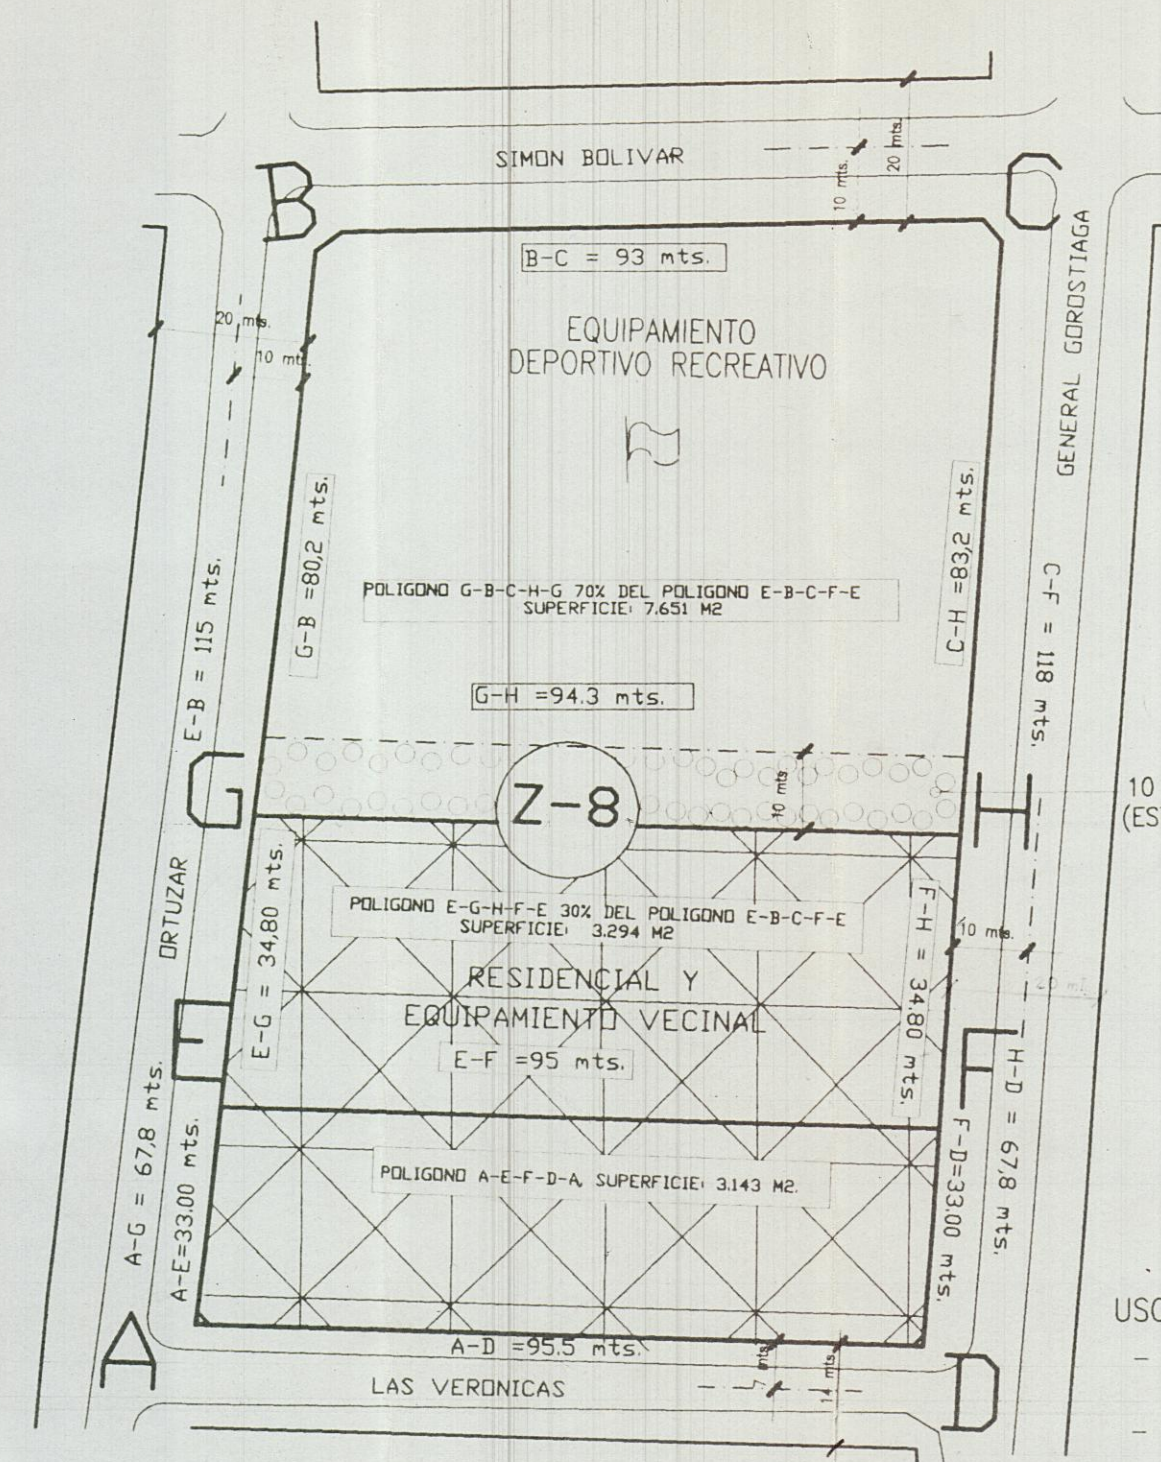 SIMON BOLIVAR
10 mts.
20 mts.
B
C
B-C = 93 mts.
GENERAL GOROSTIAGA
EQUIPAMIENTO
DEPORTIVO RECREATIVO
20 mts.
10 mt
G-B =80,2 mts.
C-H =83,2 mts.
E-B = 115 mts.
C-F = 118 mts.
POLIGONO G-B-C-H-G 70% DEL POLIGONO E-B-C-F-E
SUPERFICIE: 7.651 M2
G-H =94.3 mts.
G
Z-8
10 mts
H
10
(ES
ORTUZAR
E-G = 34,80 mts.
POLIGONO E-G-H-F-E 30% DEL POLIGONO E-B-C-F-E
SUPERFICIE: 3.294 M2
F-H = 34,80 mts.
10 mts.
20 mt.
RESIDENCIAL Y
EQUIPAMIENTO VECINAL
E
E-F =95 mts.
F
H-D = 67,8 mts.
A-G = 67,8 mts.
A-E=33.00 mts.
F-D=33.00 mts.
POLIGONO A-E-F-D-A, SUPERFICIE: 3.143 M2.
USO
A
A-D =95.5 mts.
7 mts
14 mts
LAS VERONICAS
D